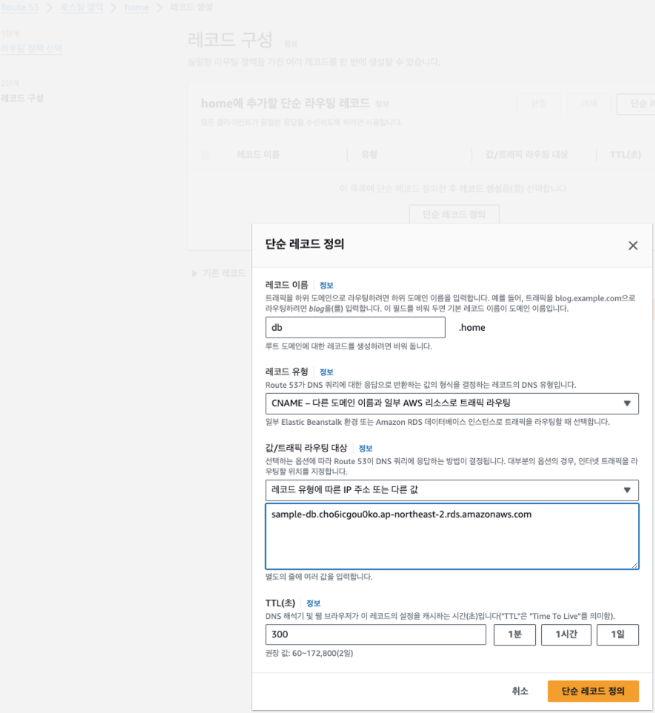 Route 53 > 호스팅 영역 > home > 레코드 생성
1단계
라우팅 정책 선택
2단계
레코드 구성
레코드 구성 정보
동일한 라우팅 정책을 가진 여러 레코드를 한 번에 생성할 수 있습니다.
home에 추가할 단순 라우팅 레코드 정보
편집 삭제 단순
레코드 이름 유형 값/트래픽 라우팅 대상 TTL(초)
이 목록에 단순 레코드 정의한 후 레코드 생성을(를) 선택합니다.
단순 레코드 정의
▶ 기존 레코드
단순 레코드 정의
레코드 이름 정보
트래픽을 하위 도메인으로 라우팅하려면 하위 도메인 이름을 입력합니다. 예를 들어, 트래픽을 blog.example.com으로
라우팅하려면 blog을(를) 입력합니다. 이 필드를 비워 두면 기본 레코드 이름이 도메인 이름입니다.
db .home
루트 도메인에 대한 레코드를 생성하려면 비워 둡니다.
레코드 유형 정보
Route 53가 DNS 쿼리에 대한 응답으로 반환하는 값의 형식을 결정하는 레코드의 DNS 유형입니다.
CNAME – 다른 도메인 이름과 일부 AWS 리소스로 트래픽 라우팅
일부 Elastic Beanstalk 환경 또는 Amazon RDS 데이터베이스 인스턴스로 트래픽을 라우팅할 때 선택합니다.
값/트래픽 라우팅 대상 정보
선택하는 옵션에 따라 Route 53이 DNS 쿼리에 응답하는 방법이 결정됩니다. 대부분의 옵션의 경우, 인터넷 트래픽을 라
우팅할 위치를 지정합니다.
레코드 유형에 따른 IP 주소 또는 다른 값
sample-db.cho6icgou0ko.ap-northeast-2.rds.amazonaws.com
별도의 줄에 여러 값을 입력합니다.
TTL(초) 정보
DNS 해석기 및 웹 브라우저가 이 레코드의 설정을 캐시하는 시간(초)입니다("TTL"은 "Time To Live"를 의미함).
300 1분 1시간 1일
권장 값: 60~172,800(2일)
취소 단순 레코드 정의